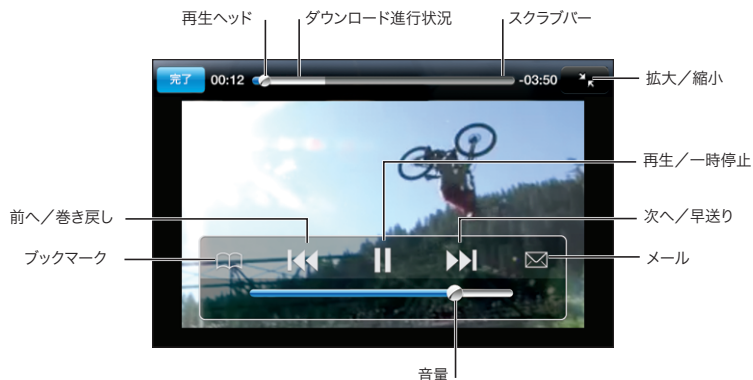 再生ヘッド
ダウンロード進行状況
スクラブバー
完了
00:12
-03:50
拡大／縮小
再生／一時停止
前へ／巻き戻し
次へ／早送り
ブックマーク
メール
音量